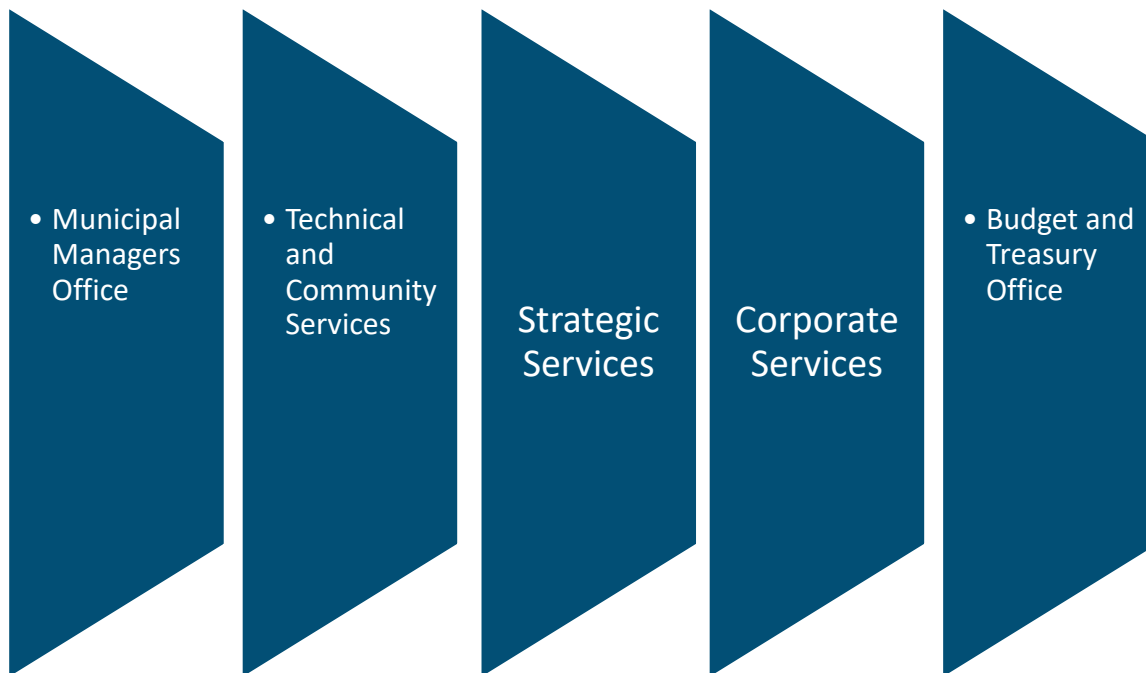 • Municipal
Managers
Office
• Technical
and
Community
Services
Strategic
Services
Corporate
Services
• Budget and
Treasury
Office